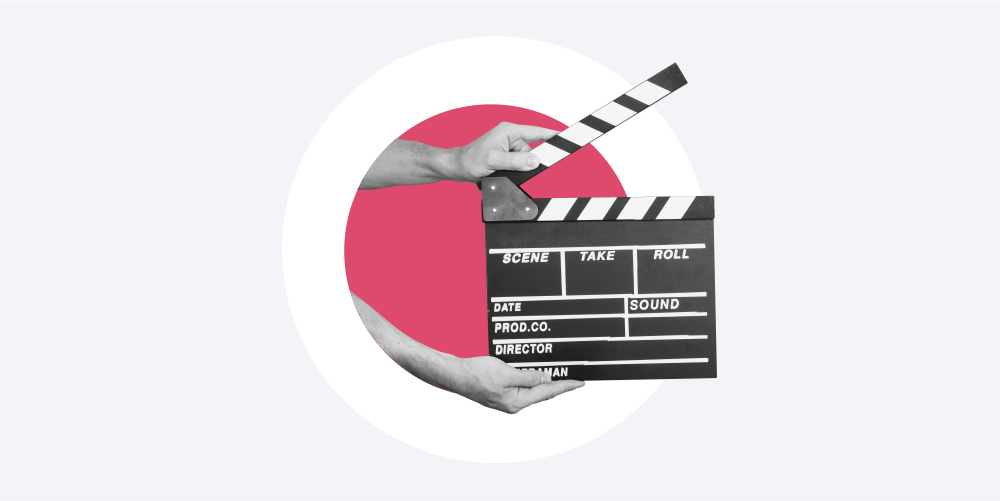 SCENE TAKE ROLL
DATE SOUND
PROD.CO.
DIRECTOR